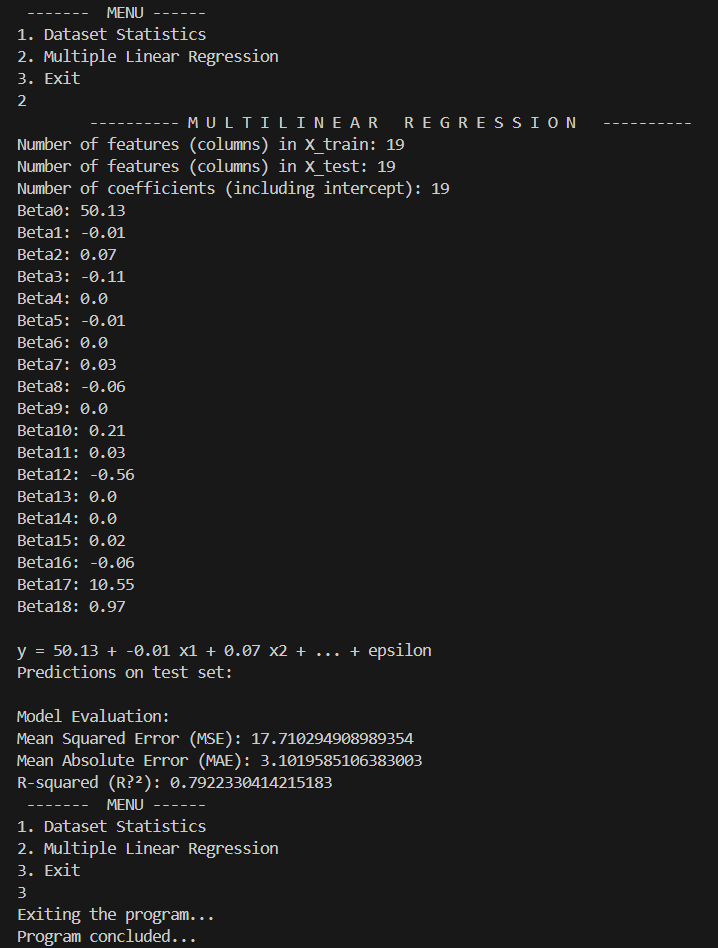 ------- MENU ------
1. Dataset Statistics
2. Multiple Linear Regression
3. Exit
2
---------- M U L T I L I N E A R   R E G R E S S I O N   ----------
Number of features (columns) in X_train: 19
Number of features (columns) in X_test: 19
Number of coefficients (including intercept): 19
Beta0: 50.13
Beta1: -0.01
Beta2: 0.07
Beta3: -0.11
Beta4: 0.0
Beta5: -0.01
Beta6: 0.0
Beta7: 0.03
Beta8: -0.06
Beta9: 0.0
Beta10: 0.21
Beta11: 0.03
Beta12: -0.56
Beta13: 0.0
Beta14: 0.0
Beta15: 0.02
Beta16: -0.06
Beta17: 10.55
Beta18: 0.97
y = 50.13 + -0.01 x1 + 0.07 x2 + ... + epsilon
Predictions on test set:
Model Evaluation:
Mean Squared Error (MSE): 17.710294908989354
Mean Absolute Error (MAE): 3.1019585106383003
R-squared (R?²): 0.7922330414215183
------- MENU ------
1. Dataset Statistics
2. Multiple Linear Regression
3. Exit
3
Exiting the program...
Program concluded...